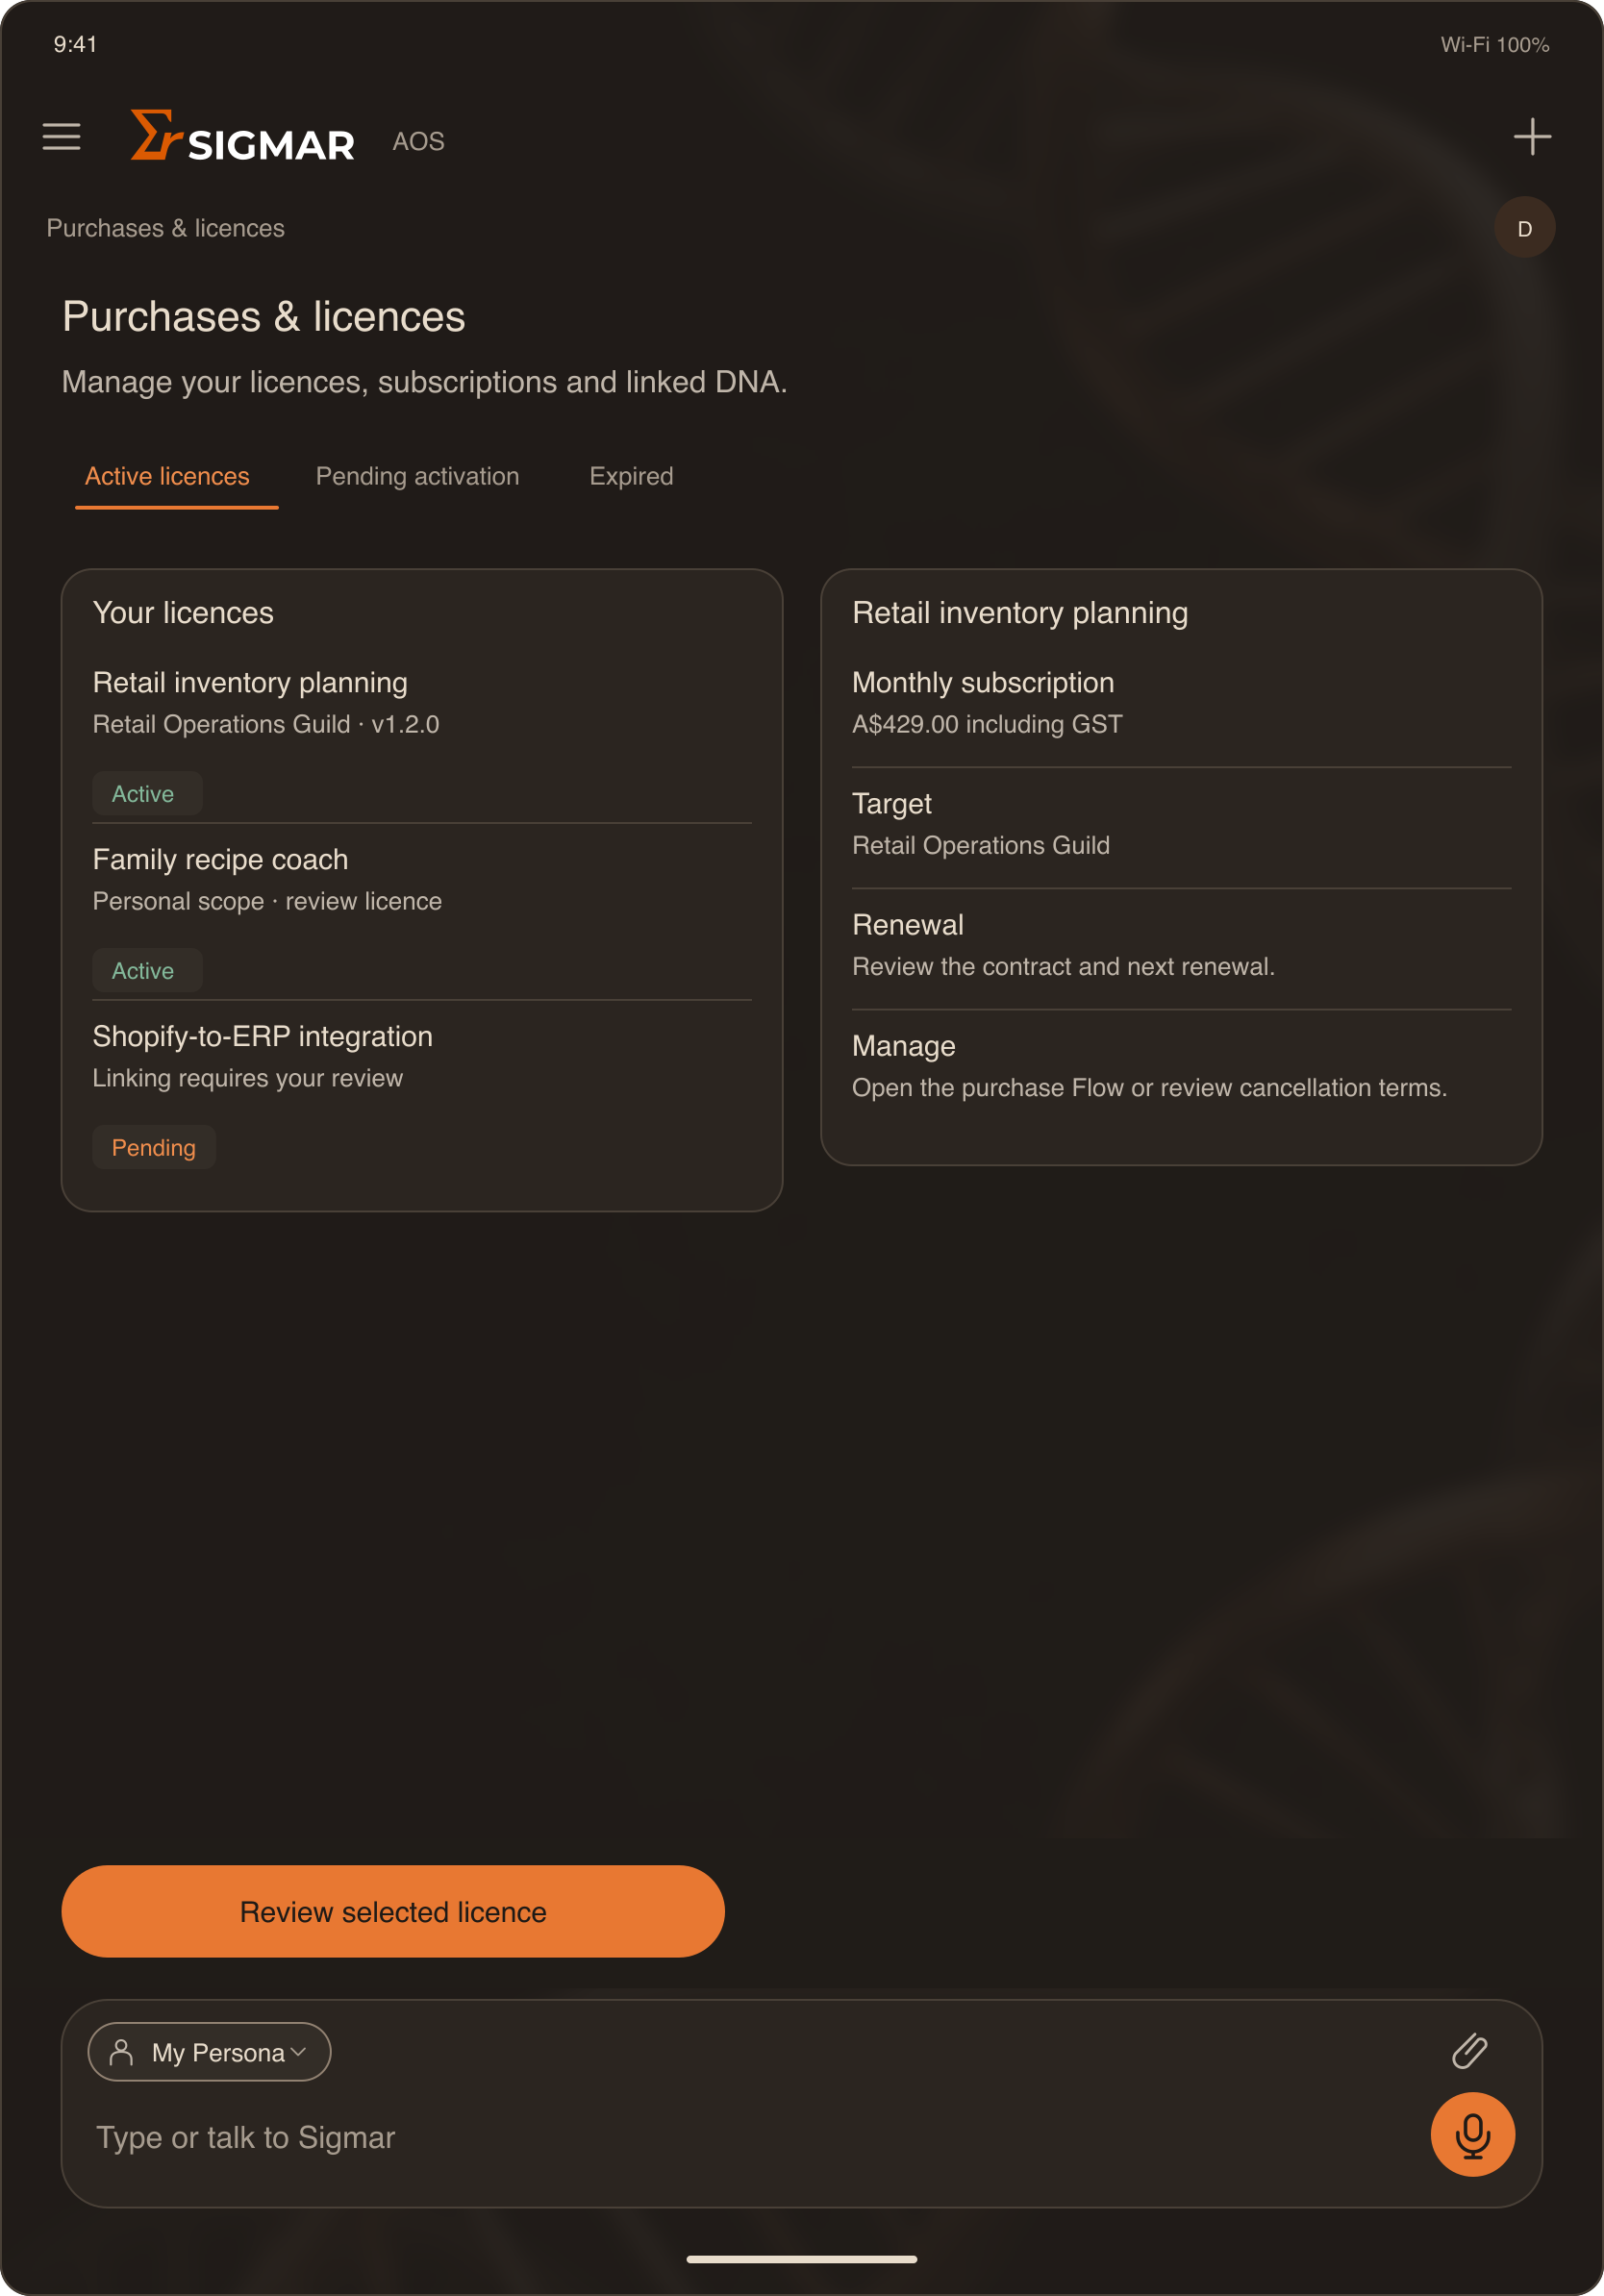 9:41
Wi-Fi 100%
Σr SIGMAR AOS
Purchases & licences
D
Purchases & licences
Manage your licences, subscriptions and linked DNA.
Active licences
Pending activation
Expired
Your licences
Retail inventory planning
Retail Operations Guild · v1.2.0
Active
Family recipe coach
Personal scope · review licence
Active
Shopify-to-ERP integration
Linking requires your review
Pending
Retail inventory planning
Monthly subscription
A$429.00 including GST
Target
Retail Operations Guild
Renewal
Review the contract and next renewal.
Manage
Open the purchase Flow or review cancellation terms.
Review selected licence
My Persona
Type or talk to Sigmar